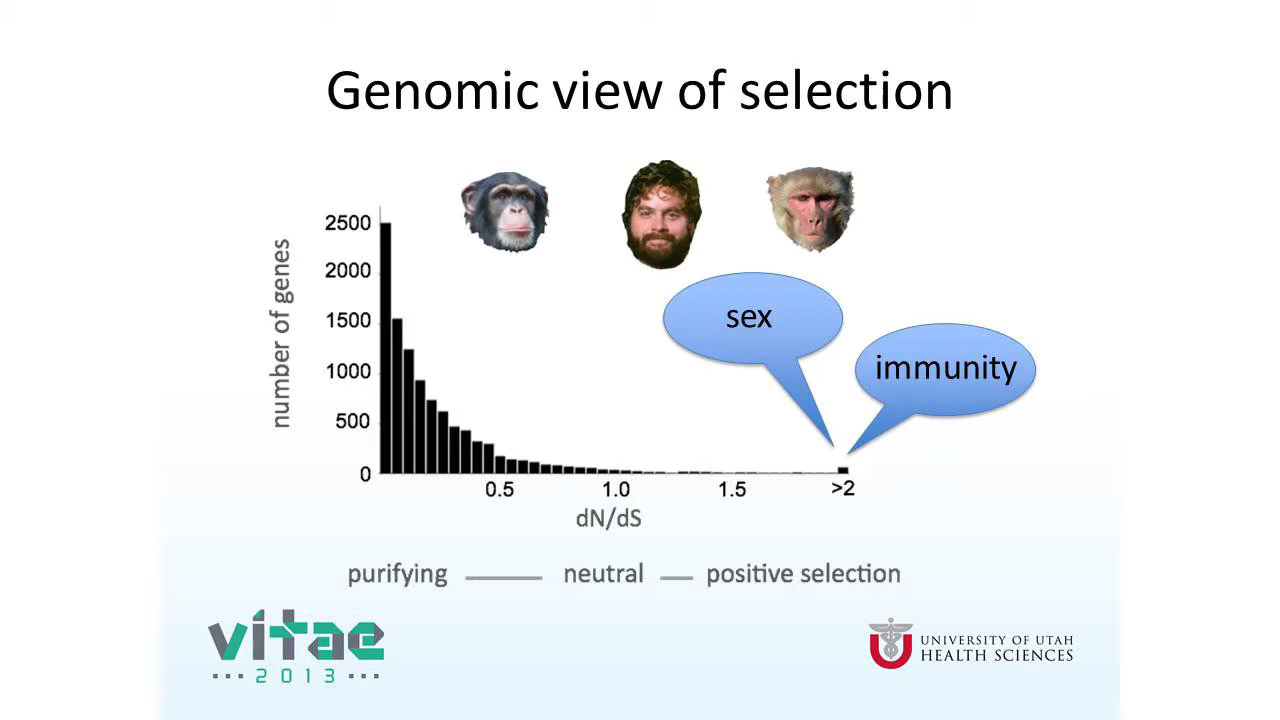 Genomic view of selection
number of genes
2500
2000
1500
1000
500
0
sex
immunity
0.5 1.0 1.5 >2
dN/dS
purifying neutral positive selection
vitae
2013
UNIVERSITY OF UTAH
HEALTH SCIENCES